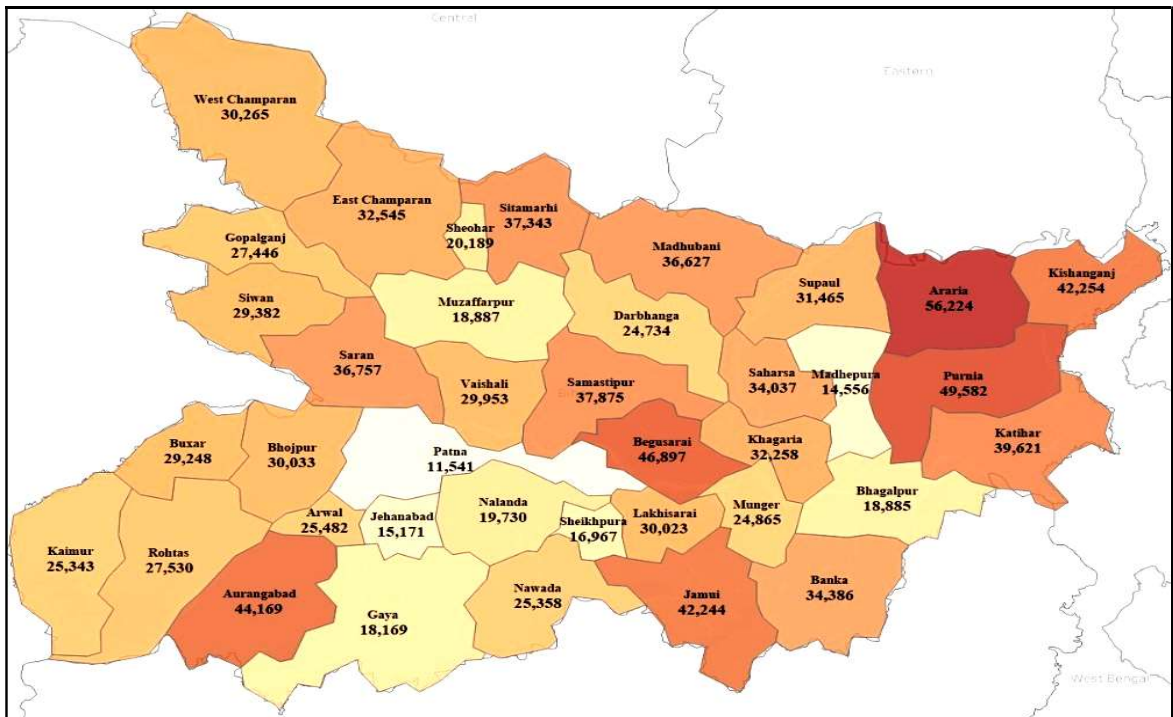 Central
Eastern
West Champaran
30,265
East Champaran
32,545
Sheohar
20,189
Sitamarhi
37,343
Gopalganj
27,446
Madhubani
36,627
Supaul
31,465
Araria
56,224
Kishanganj
42,254
Siwan
29,382
Muzaffarpur
18,887
Darbhanga
24,734
Saran
36,757
Vaishali
29,953
Samastipur
37,875
Saharsa
34,037
Madhepura
14,556
Purnia
49,582
Buxar
29,248
Bhojpur
30,033
Patna
11,541
Begusarai
46,897
Khagaria
32,258
Katihar
39,621
Arwal
25,482
Jehanabad
15,171
Nalanda
19,730
Sheikhpura
16,967
Lakhisarai
30,023
Munger
24,865
Bhagalpur
18,885
Kaimur
25,343
Rohtas
27,530
Aurangabad
44,169
Gaya
18,169
Nawada
25,358
Jamui
42,244
Banka
34,386
West Bengal